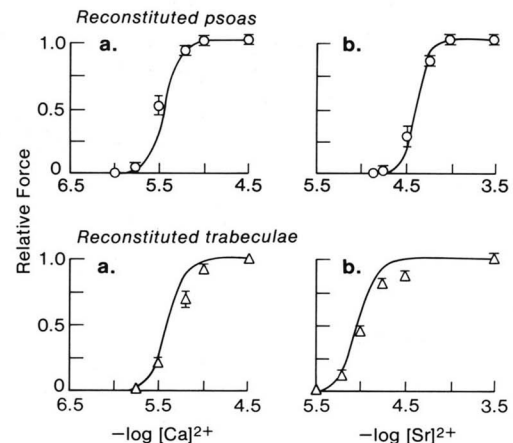 Reconstituted psoas
a.
b.
1.0
0.5
0
6.5
5.5
4.5
5.5
4.5
3.5
Relative Force
Reconstituted trabeculae
a.
b.
1.0
0.5
0
6.5
5.5
4.5
5.5
4.5
3.5
−log [Ca]²⁺
−log [Sr]²⁺